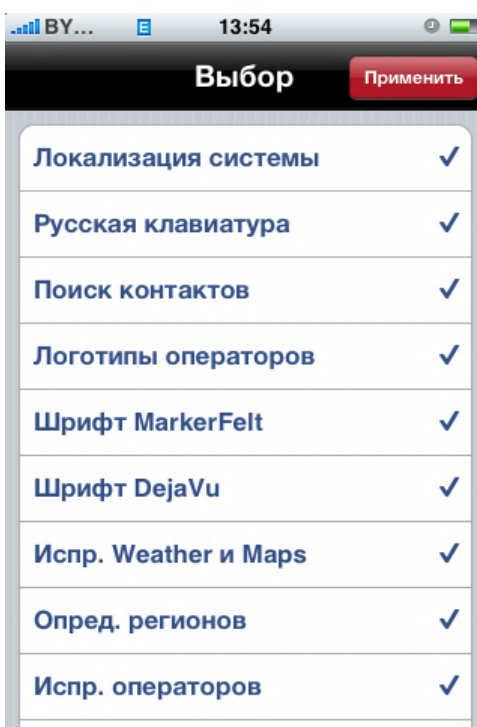 BY... E 13:54
Выбор Применить
Локализация системы
Русская клавиатура
Поиск контактов
Логотипы операторов
Шрифт MarkerFelt
Шрифт DejaVu
Испр. Weather и Maps
Опред. регионов
Испр. операторов